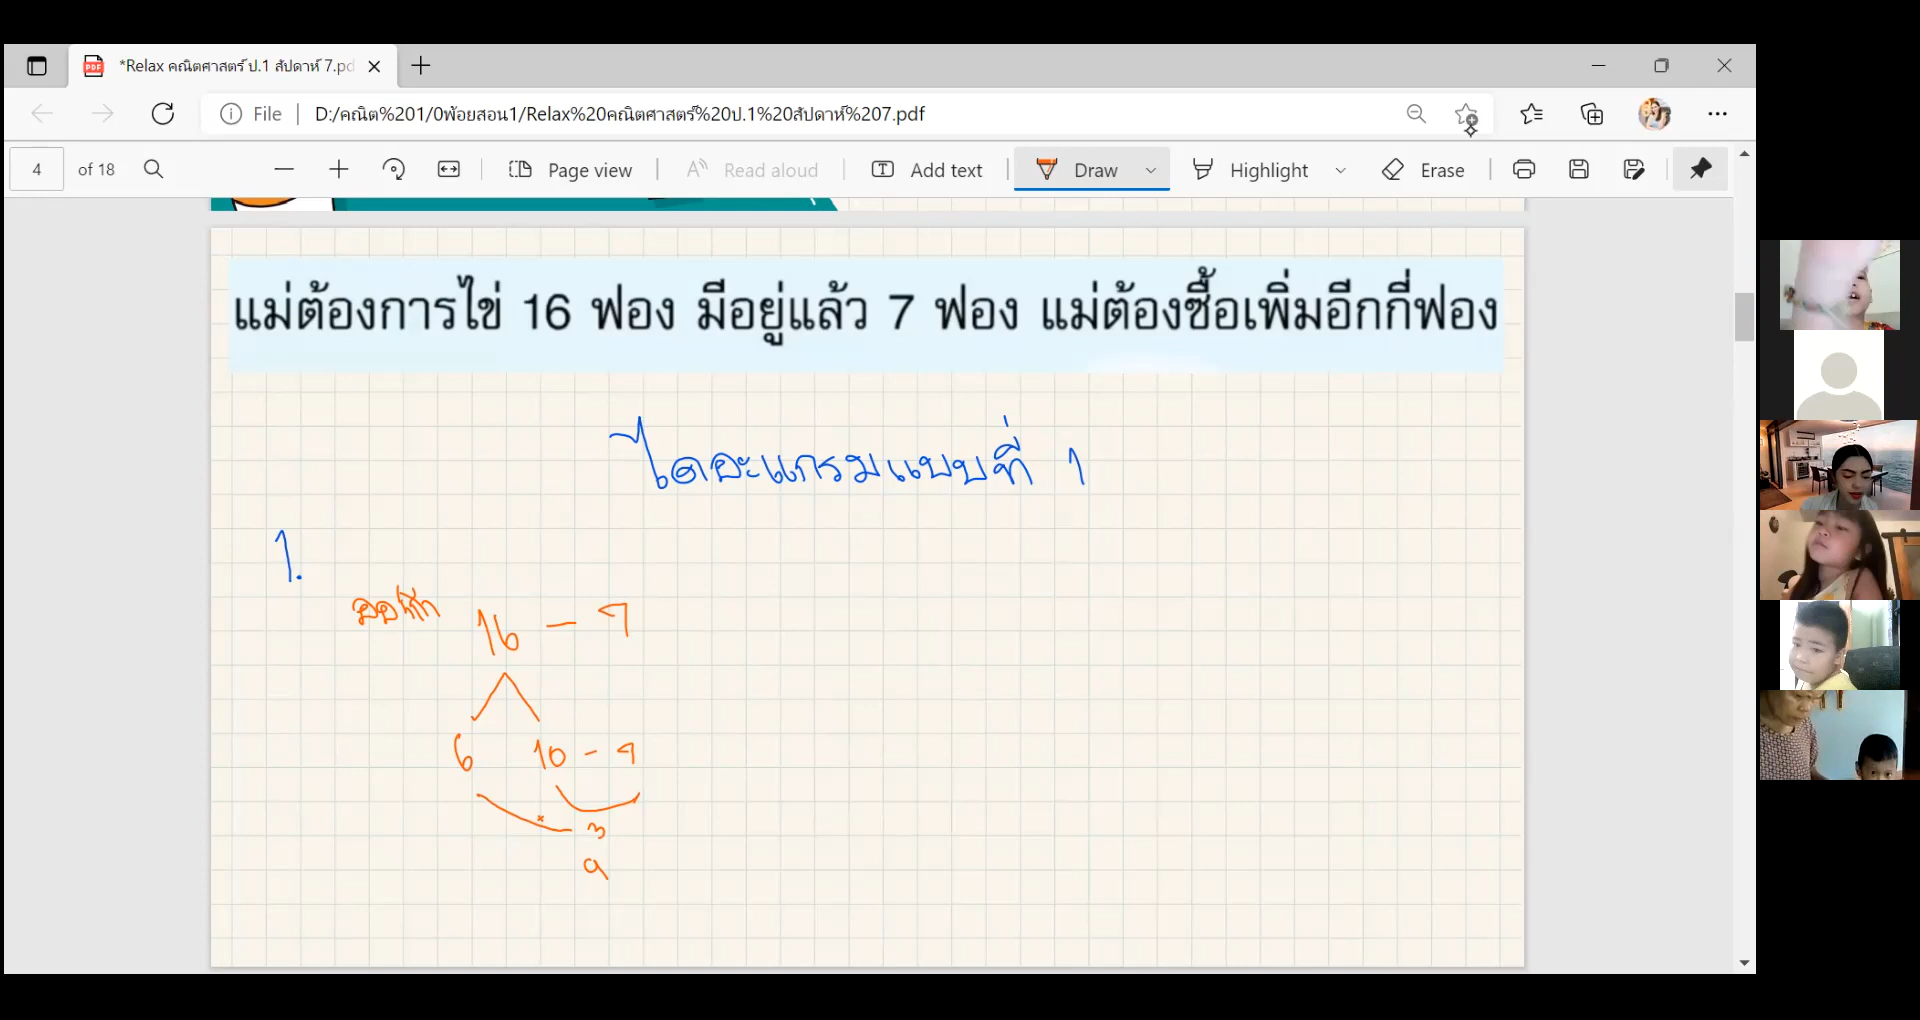 *Relax คณิตศาสตร์ ป.1 สัปดาห์ 7.pd
File D:/คณิต%201/0พ้อยสอน1/Relax%20คณิตศาสตร์%20ป.1%20สัปดาห์%207.pdf
4 of 18 Page view Read aloud Add text Draw Highlight Erase
แม่ต้องการไข่ 16 ฟอง มีอยู่แล้ว 7 ฟอง แม่ต้องซื้อเพิ่มอีกกี่ฟอง
ไดอะแกรมแบบที่ 1
1.
16 - 7
6 10 - 7
3
9